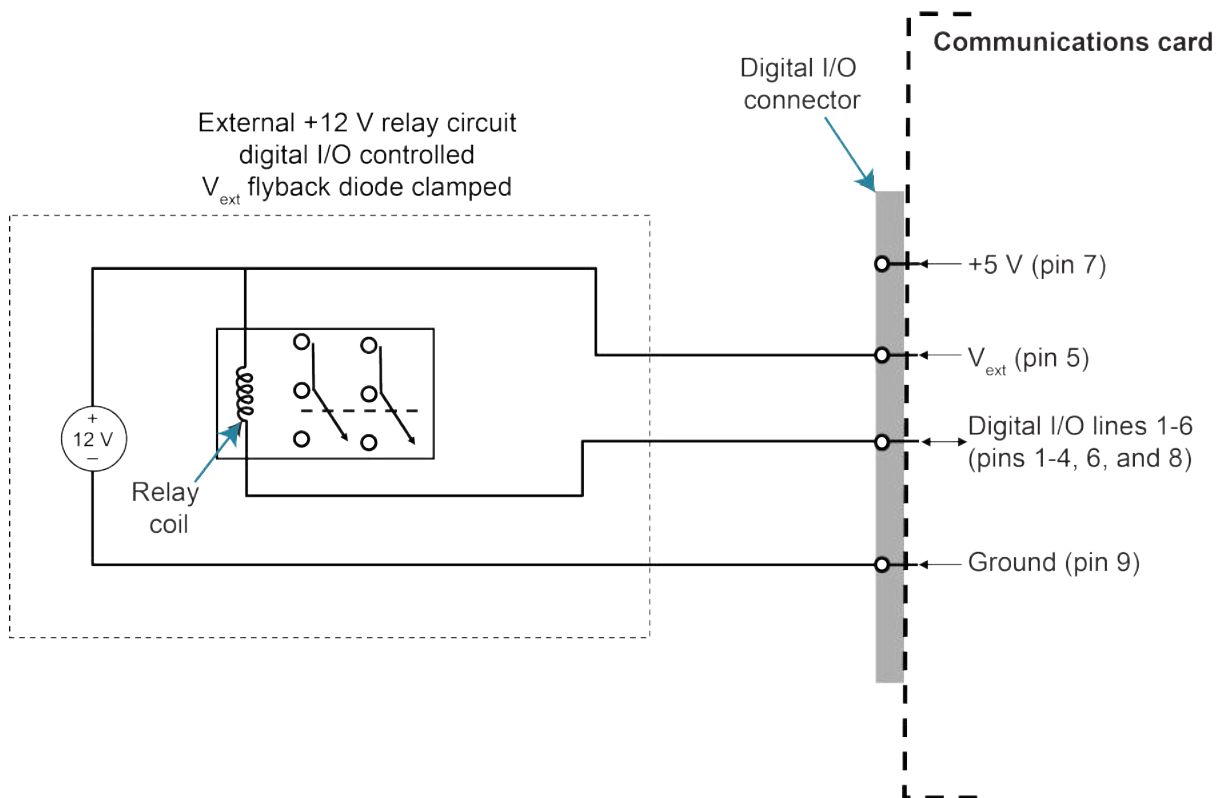 Communications card
Digital I/O
connector
External +12 V relay circuit
digital I/O controlled
Vext flyback diode clamped
+5 V (pin 7)
Vext (pin 5)
Digital I/O lines 1-6
(pins 1-4, 6, and 8)
+
12 V
–
Relay
coil
Ground (pin 9)